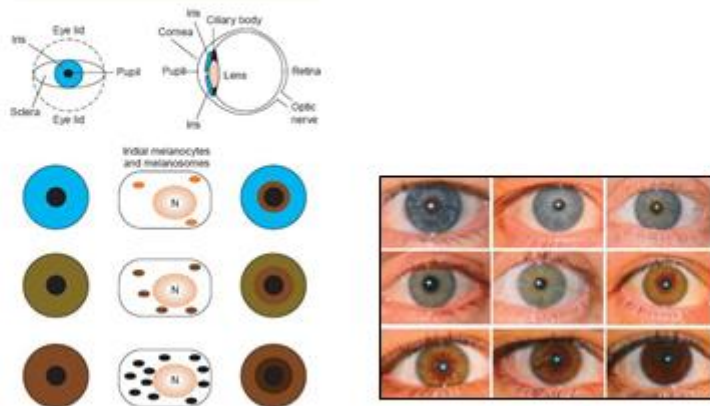 Eye lid
Iris
Pupil
Sclera
Eye lid
Iris
Ciliary body
Cornea
Pupil
Lens
Retina
Iris
Optic
nerve
Iridial melanocytes
and melanosomes
N
N
N